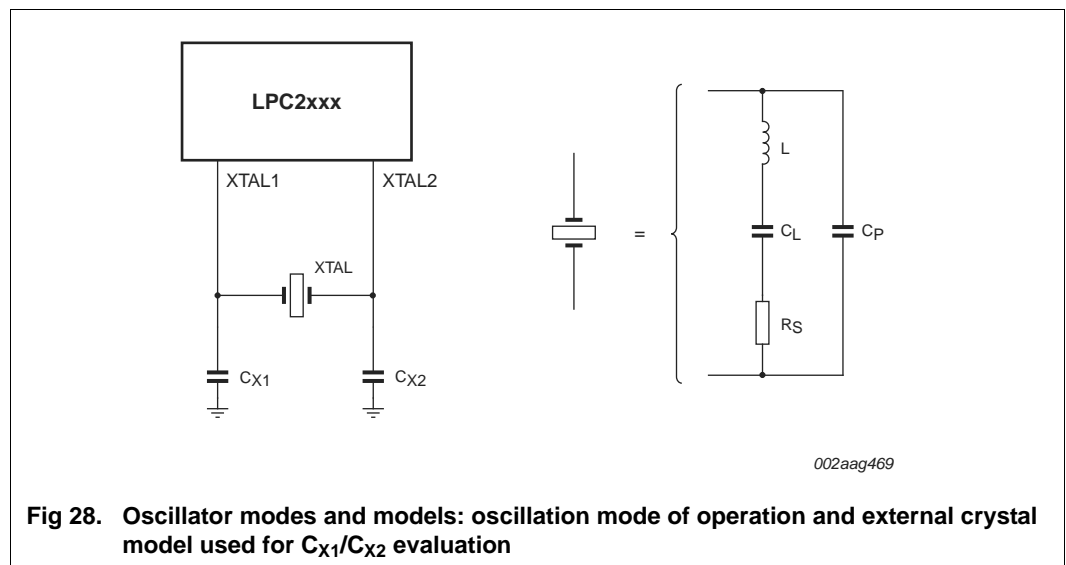 LPC2xxx
XTAL1
XTAL2
XTAL
CX1
CX2
=
L
CL
CP
RS
002aag469
Fig 28. Oscillator modes and models: oscillation mode of operation and external crystal
model used for CX1/CX2 evaluation